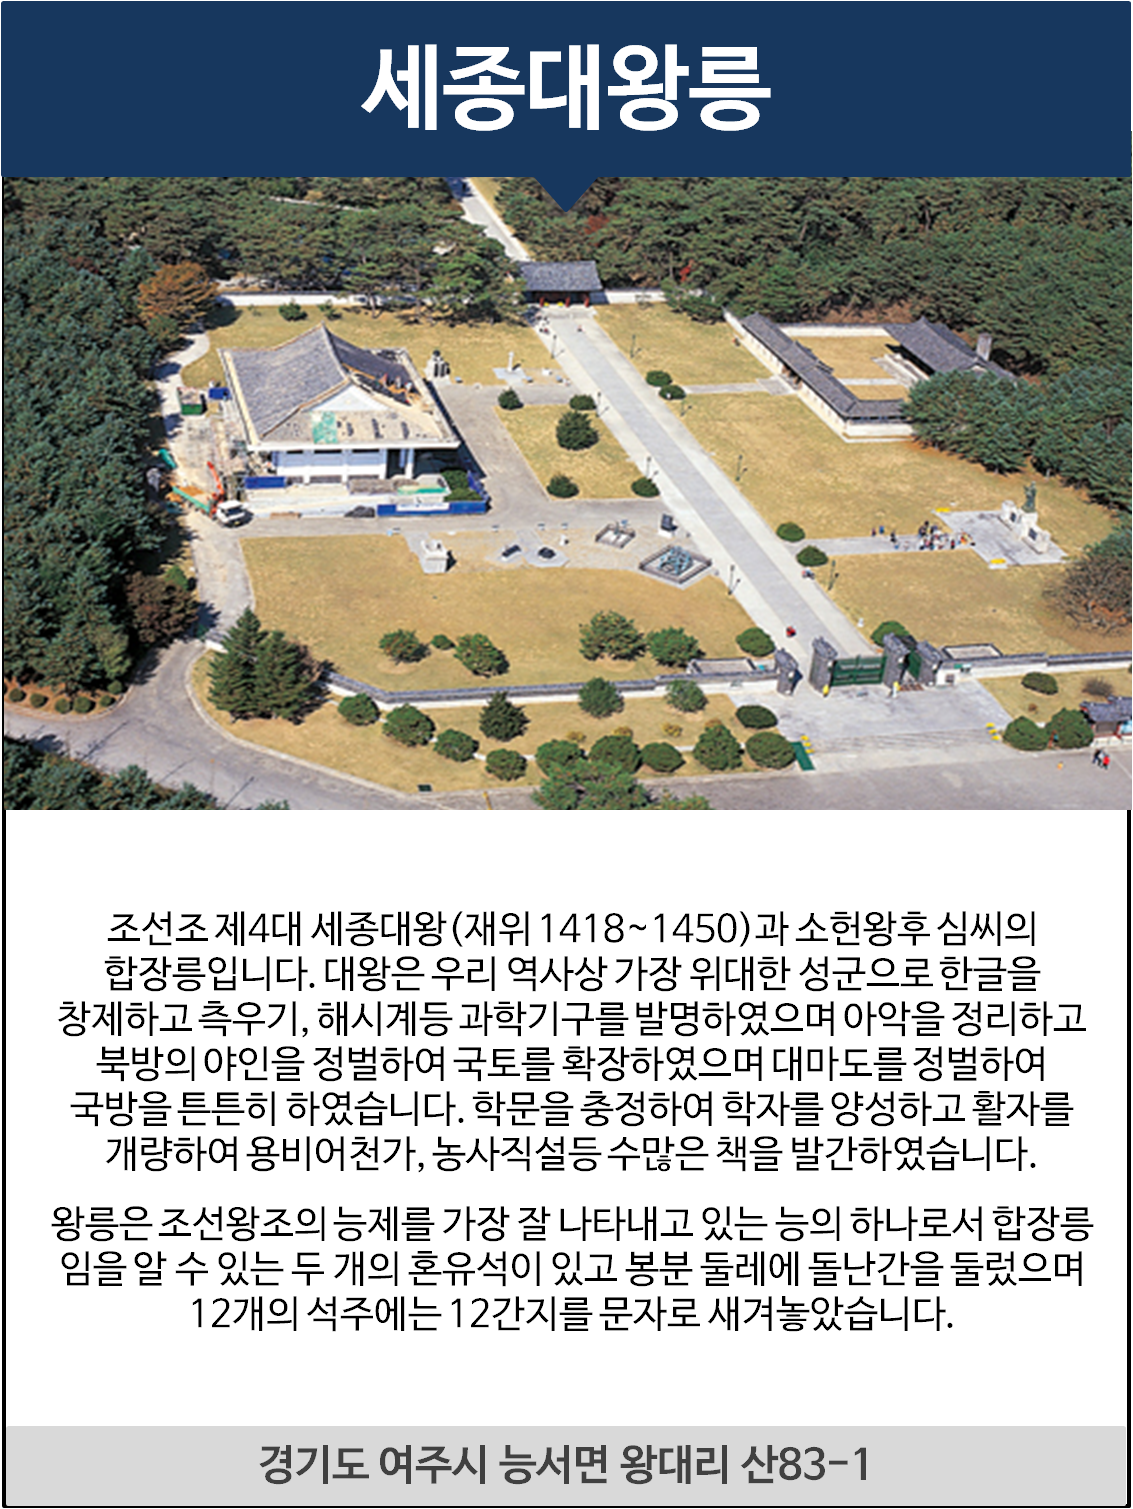 세종대왕릉
조선조 제4대 세종대왕(재위 1418~1450)과 소헌왕후 심씨의
합장릉입니다. 대왕은 우리 역사상 가장 위대한 성군으로 한글을
창제하고 측우기, 해시계등 과학기구를 발명하였으며 아악을 정리하고
북방의 야인을 정벌하여 국토를 확장하였으며 대마도를 정벌하여
국방을 튼튼히 하였습니다. 학문을 충정하여 학자를 양성하고 활자를
개량하여 용비어천가, 농사직설등 수많은 책을 발간하였습니다.
왕릉은 조선왕조의 능제를 가장 잘 나타내고 있는 능의 하나로서 합장릉
임을 알 수 있는 두 개의 혼유석이 있고 봉분 둘레에 돌난간을 둘렀으며
12개의 석주에는 12간지를 문자로 새겨놓았습니다.
경기도 여주시 능서면 왕대리 산83-1